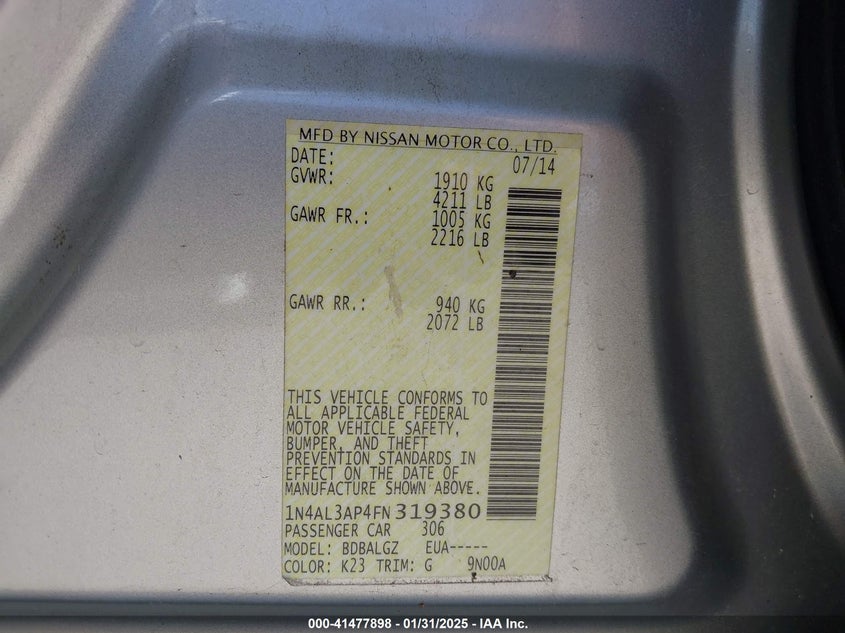 MFD BY NISSAN MOTOR CO., LTD.
DATE: 07/14
GVWR: 1910 KG
4211 LB
GAWR FR.: 1005 KG
2216 LB
GAWR RR.: 940 KG
2072 LB
THIS VEHICLE CONFORMS TO
ALL APPLICABLE FEDERAL
MOTOR VEHICLE SAFETY,
BUMPER, AND THEFT
PREVENTION STANDARDS IN
EFFECT ON THE DATE OF
MANUFACTURE SHOWN ABOVE.
1N4AL3AP4FN319380
PASSENGER CAR 306
MODEL: BDBALGZ EUA-----
COLOR: K23 TRIM: G 9N00A
000-41477898 - 01/31/2025 - IAA Inc.